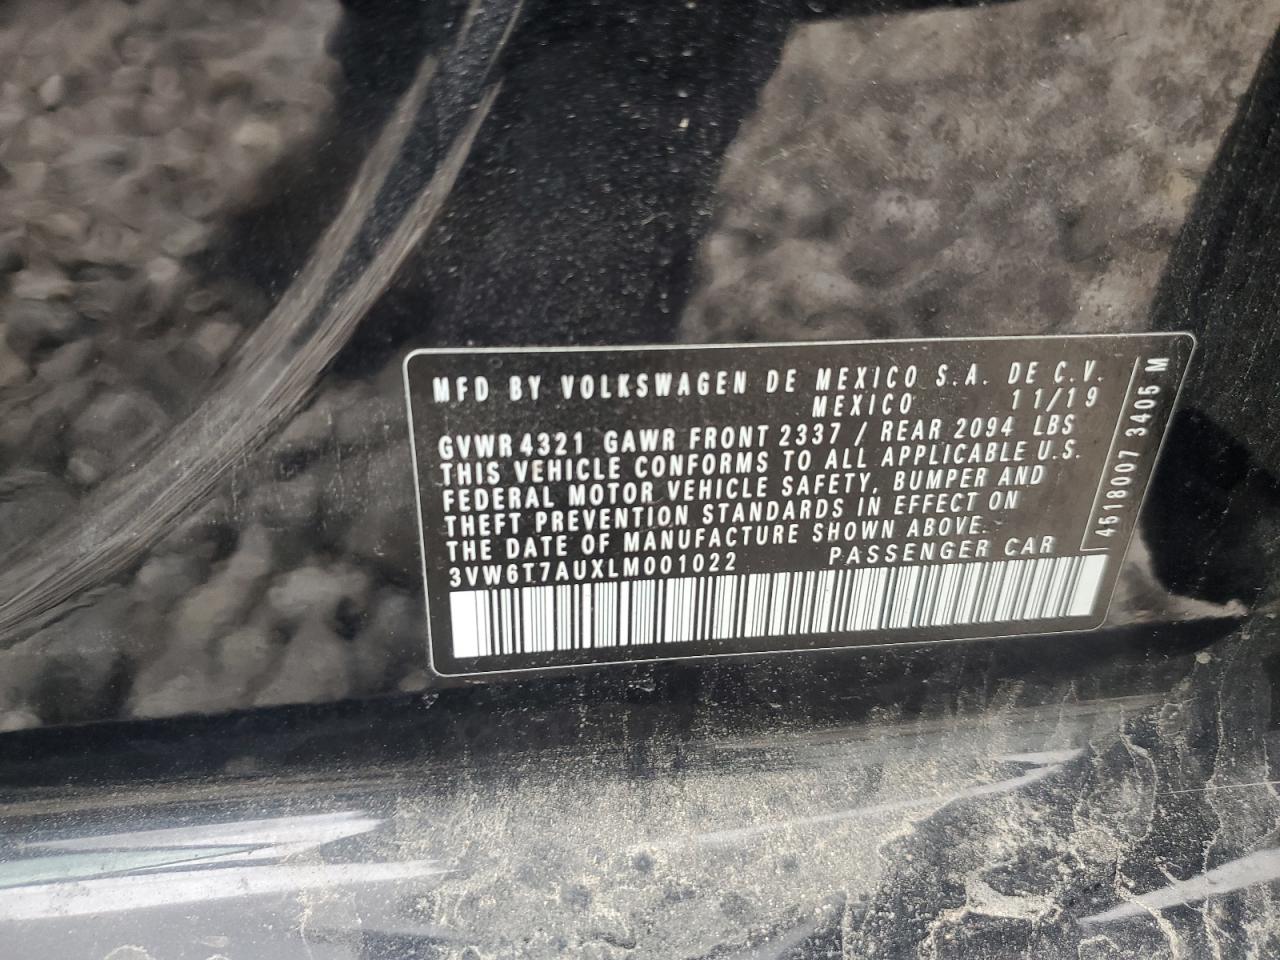 MFD BY VOLKSWAGEN DE MEXICO S.A. DE C.V.
MEXICO 11/19
GVWR 4321 GAWR FRONT 2337 / REAR 2094 LBS
THIS VEHICLE CONFORMS TO ALL APPLICABLE U.S.
FEDERAL MOTOR VEHICLE SAFETY, BUMPER AND
THEFT PREVENTION STANDARDS IN EFFECT ON
THE DATE OF MANUFACTURE SHOWN ABOVE.
3VW6T7AUXLM001022 PASSENGER CAR
4518007 3405 M